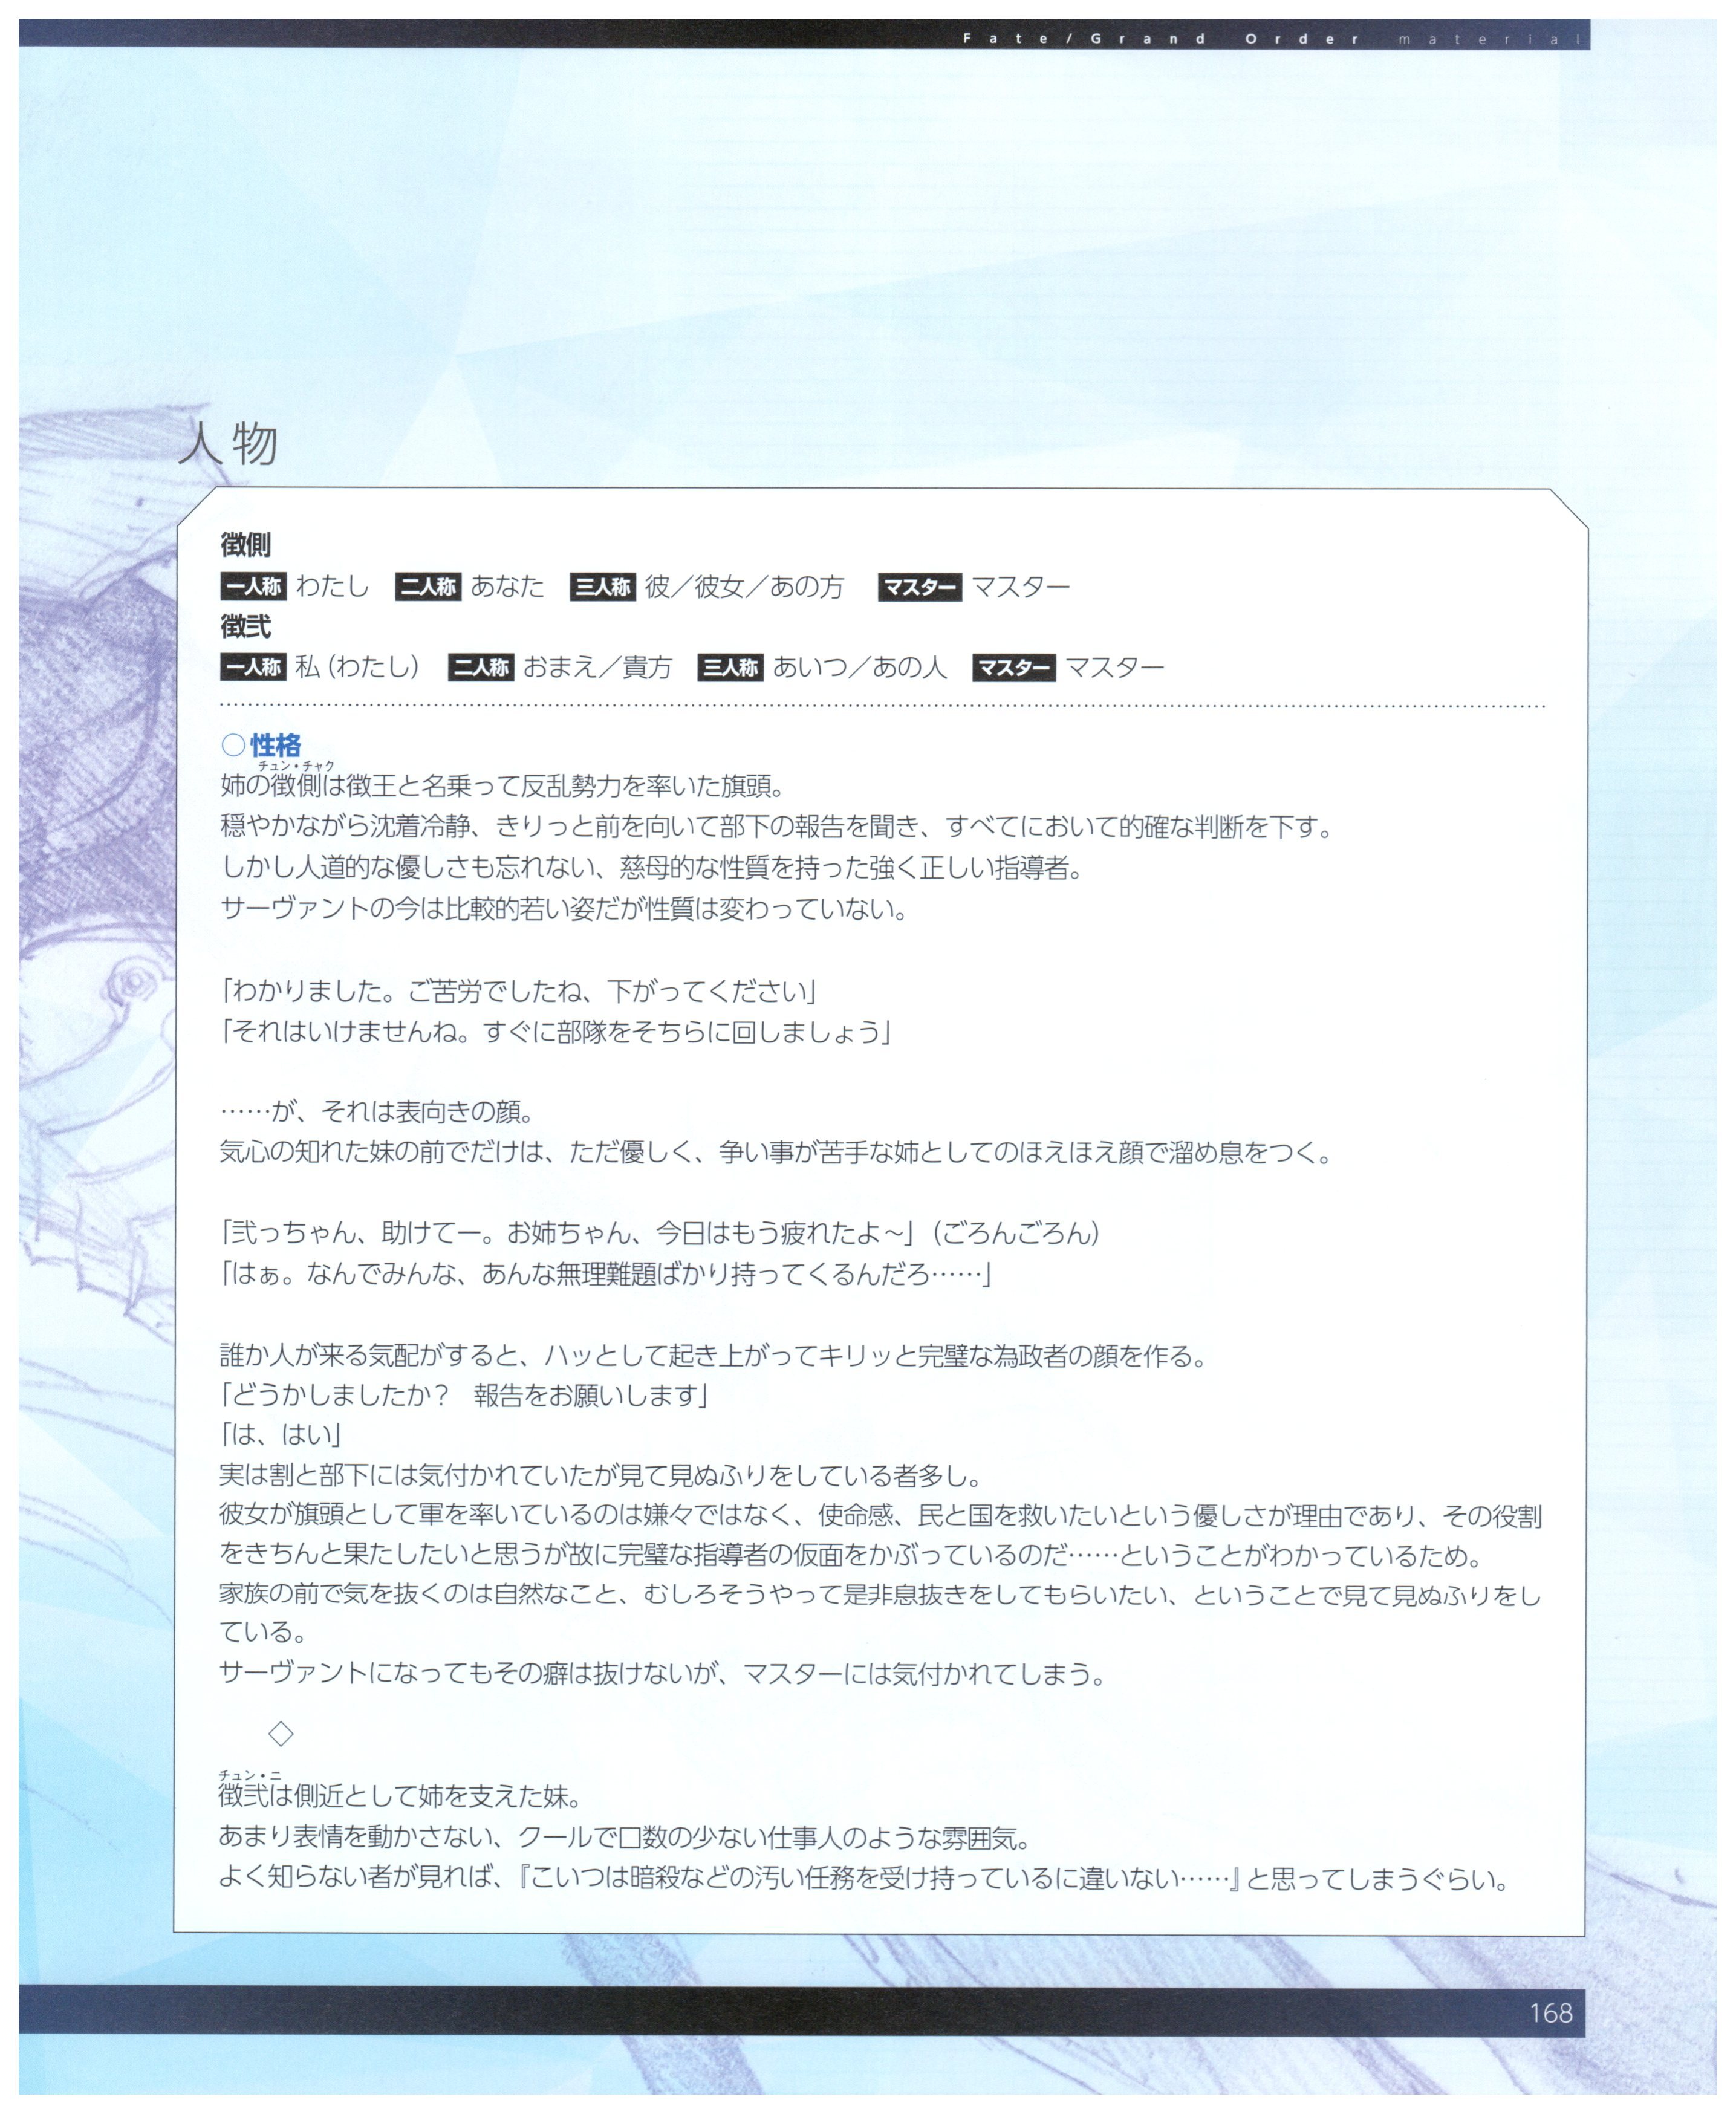 Fate/Grand Order material
人物
徴側
一人称 わたし 二人称 あなた 三人称 彼／彼女／あの方 マスター マスター
徴弐
一人称 私（わたし） 二人称 おまえ／貴方 三人称 あいつ／あの人 マスター マスター
○性格
チュン・チャク
姉の徴側は徴王と名乗って反乱勢力を率いた旗頭。
穏やかながら沈着冷静、きりっと前を向いて部下の報告を聞き、すべてにおいて的確な判断を下す。
しかし人道的な優しさも忘れない、慈母的な性質を持った強く正しい指導者。
サーヴァントの今は比較的若い姿だが性質は変わっていない。
「わかりました。ご苦労でしたね、下がってください」
「それはいけませんね。すぐに部隊をそちらに回しましょう」
……が、それは表向きの顔。
気心の知れた妹の前でだけは、ただ優しく、争い事が苦手な姉としてのほえほえ顔で溜め息をつく。
「弐っちゃん、助けてー。お姉ちゃん、今日はもう疲れたよ～」（ごろんごろん）
「はぁ。なんでみんな、あんな無理難題ばかり持ってくるんだろ……」
誰か人が来る気配がすると、ハッとして起き上がってキリッと完璧な為政者の顔を作る。
「どうかしましたか？　報告をお願いします」
「は、はい」
実は割と部下には気付かれていたが見て見ぬふりをしている者多し。
彼女が旗頭として軍を率いているのは嫌々ではなく、使命感、民と国を救いたいという優しさが理由であり、その役割
をきちんと果たしたいと思うが故に完璧な指導者の仮面をかぶっているのだ……ということがわかっているため。
家族の前で気を抜くのは自然なこと、むしろそうやって是非息抜きをしてもらいたい、ということで見て見ぬふりをし
ている。
サーヴァントになってもその癖は抜けないが、マスターには気付かれてしまう。
◇
チュン・ニ
徴弐は側近として姉を支えた妹。
あまり表情を動かさない、クールで口数の少ない仕事人のような雰囲気。
よく知らない者が見れば、『こいつは暗殺などの汚い任務を受け持っているに違いない……』と思ってしまうぐらい。
168